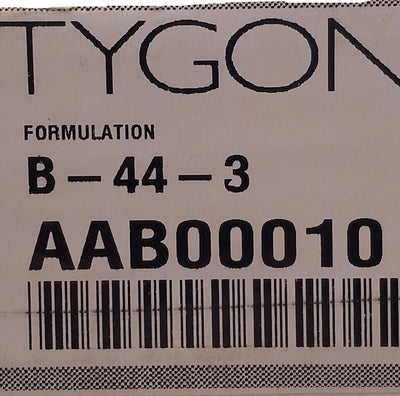 TYGON
FORMULATION
B-44-3
AAB00010